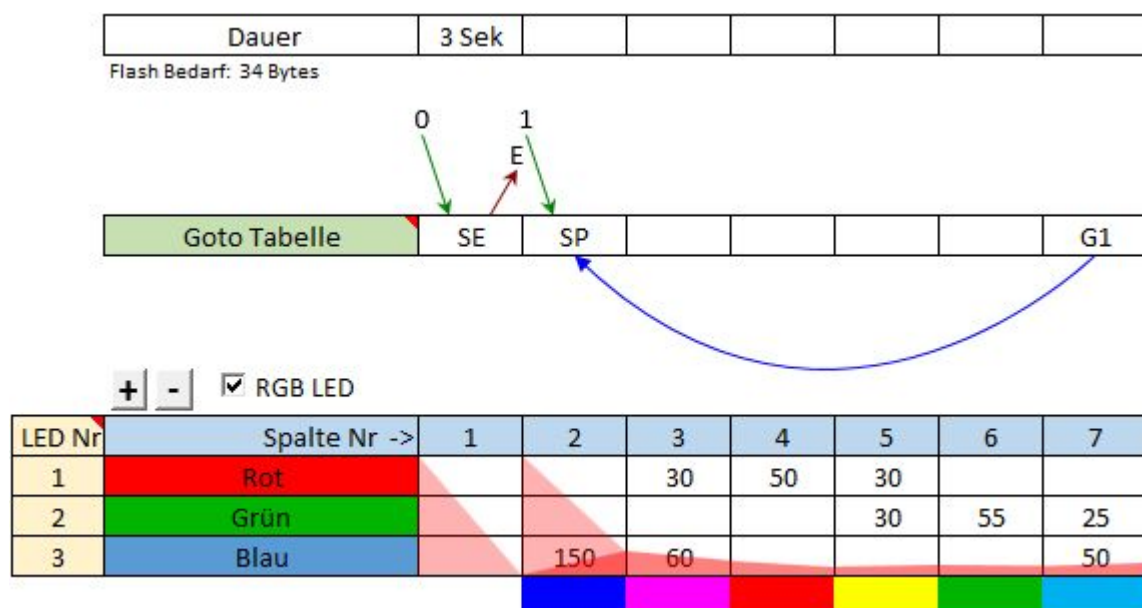 Dauer 3 Sek
Flash Bedarf: 34 Bytes
0 1
E
Goto Tabelle SE SP G1
+ - RGB LED
LED Nr Spalte Nr -> 1 2 3 4 5 6 7
1 Rot 30 50 30
2 Grün 30 55 25
3 Blau 150 60 50